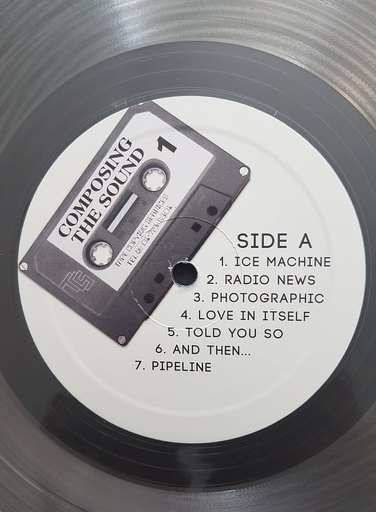 COMPOSING
THE SOUND
1
SIDE A
1. ICE MACHINE
2. RADIO NEWS
3. PHOTOGRAPHIC
4. LOVE IN ITSELF
5. TOLD YOU SO
6. AND THEN...
7. PIPELINE